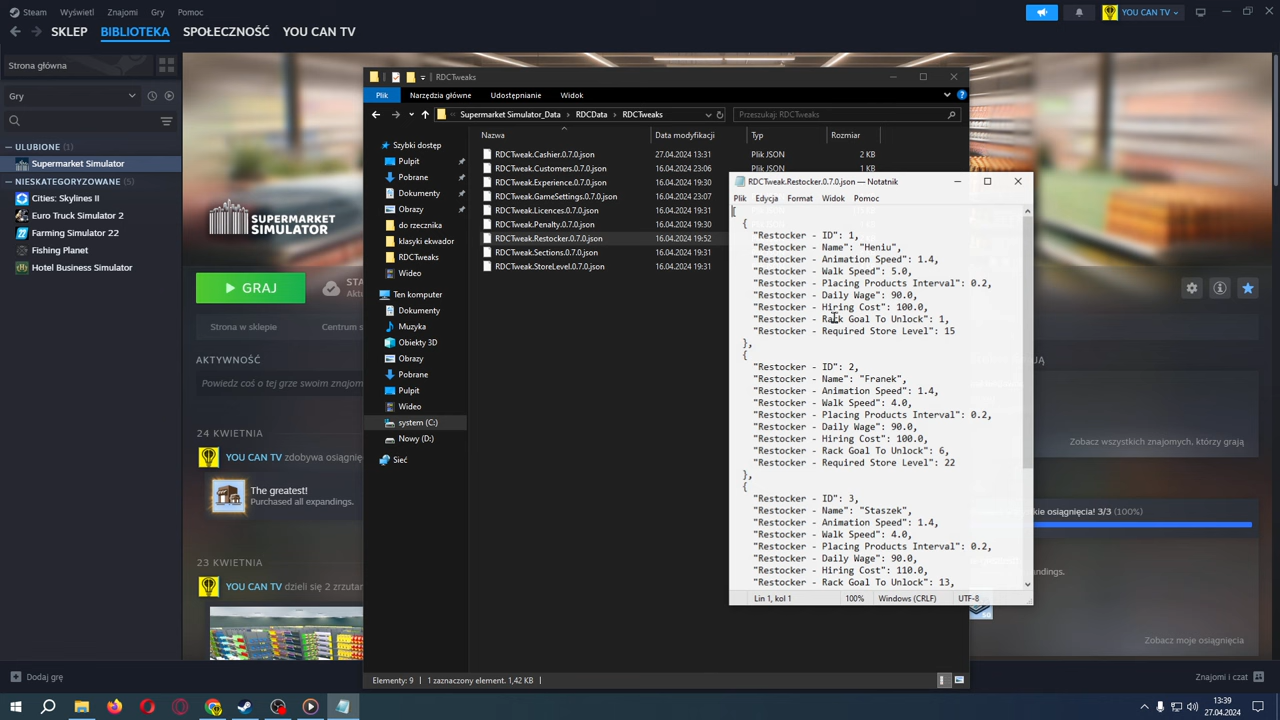 Steam Wyświetl Znajomi Gry Pomoc
YOU CAN TV
SKLEP BIBLIOTEKA SPOŁECZNOŚĆ YOU CAN TV
Strona główna
Gry
ULUBIONE (1)
Supermarket Simulator
NIESKATEGORYZOWANE (5)
Cities: Skylines II
Euro Truck Simulator 2
Farming Simulator 22
Fishing Planet
Hotel Business Simulator
Dodaj grę
SUPERMARKET
SIMULATOR
GRAJ
STA
Strona w sklepie
Centrum s
AKTYWNOŚĆ
Powiedz coś o tej grze swoim znajom
24 KWIETNIA
YOU CAN TV zdobywa osiągnię
The greatest!
Purchased all expanded.
23 KWIETNIA
YOU CAN TV dzieli się 2 zrzuta
RDCTweaks
Plik Narzędzia główne Udostępnianie Widok
Supermarket Simulator_Data RDCData RDCTweaks
Przeszukaj: RDCTweaks
Szybki dostęp
Pulpit
Pobrane
Dokumenty
Obrazy
do rzecznika
klasyki ekwador
RDCTweaks
Wideo
Ten komputer
Dokumenty
Muzyka
Obiekty 3D
Obrazy
Pobrane
Pulpit
Wideo
system (C:)
Nowy (D:)
Sieć
Nazwa Data modyfikacji Typ Rozmiar
RDCTweak.Cashier.0.7.0.json 27.04.2024 13:31 Plik JSON 2 KB
RDCTweak.Customers.0.7.0.json 16.04.2024 23:06 Plik JSON 1 KB
RDCTweak.Experience.0.7.0.json 16.04.2024 19:30
RDCTweak.GameSettings.0.7.0.json 16.04.2024 23:07
RDCTweak.Licences.0.7.0.json 16.04.2024 19:31
RDCTweak.Penalty.0.7.0.json 16.04.2024 19:30
RDCTweak.Restocker.0.7.0.json 16.04.2024 19:52
RDCTweak.Sections.0.7.0.json 16.04.2024 19:31
RDCTweak.StoreLevel.0.7.0.json 16.04.2024 19:31
Elementy: 9 1 zaznaczony element. 1,42 KB
RDCTweak.Restocker.0.7.0.json — Notatnik
Plik Edycja Format Widok Pomoc
[
{
"Restocker - ID": 1,
"Restocker - Name": "Heniu",
"Restocker - Animation Speed": 1.4,
"Restocker - Walk Speed": 5.0,
"Restocker - Placing Products Interval": 0.2,
"Restocker - Daily Wage": 90.0,
"Restocker - Hiring Cost": 100.0,
"Restocker - Rack Goal To Unlock": 1,
"Restocker - Required Store Level": 15
},
{
"Restocker - ID": 2,
"Restocker - Name": "Franek",
"Restocker - Animation Speed": 1.4,
"Restocker - Walk Speed": 4.0,
"Restocker - Placing Products Interval": 0.2,
"Restocker - Daily Wage": 90.0,
"Restocker - Hiring Cost": 100.0,
"Restocker - Rack Goal To Unlock": 6,
"Restocker - Required Store Level": 22
},
{
"Restocker - ID": 3,
"Restocker - Name": "Staszek",
"Restocker - Animation Speed": 1.4,
"Restocker - Walk Speed": 4.0,
"Restocker - Placing Products Interval": 0.2,
"Restocker - Daily Wage": 90.0,
"Restocker - Hiring Cost": 110.0,
"Restocker - Rack Goal To Unlock": 13,
Lin 1, kol 1 100% Windows (CRLF) UTF-8
Zobacz wszystkich znajomych, którzy grają
kie osiągnięcia! 3/3 (100%)
Zobacz moje osiągnięcia
Znajomi i czat
13:39
27.04.2024